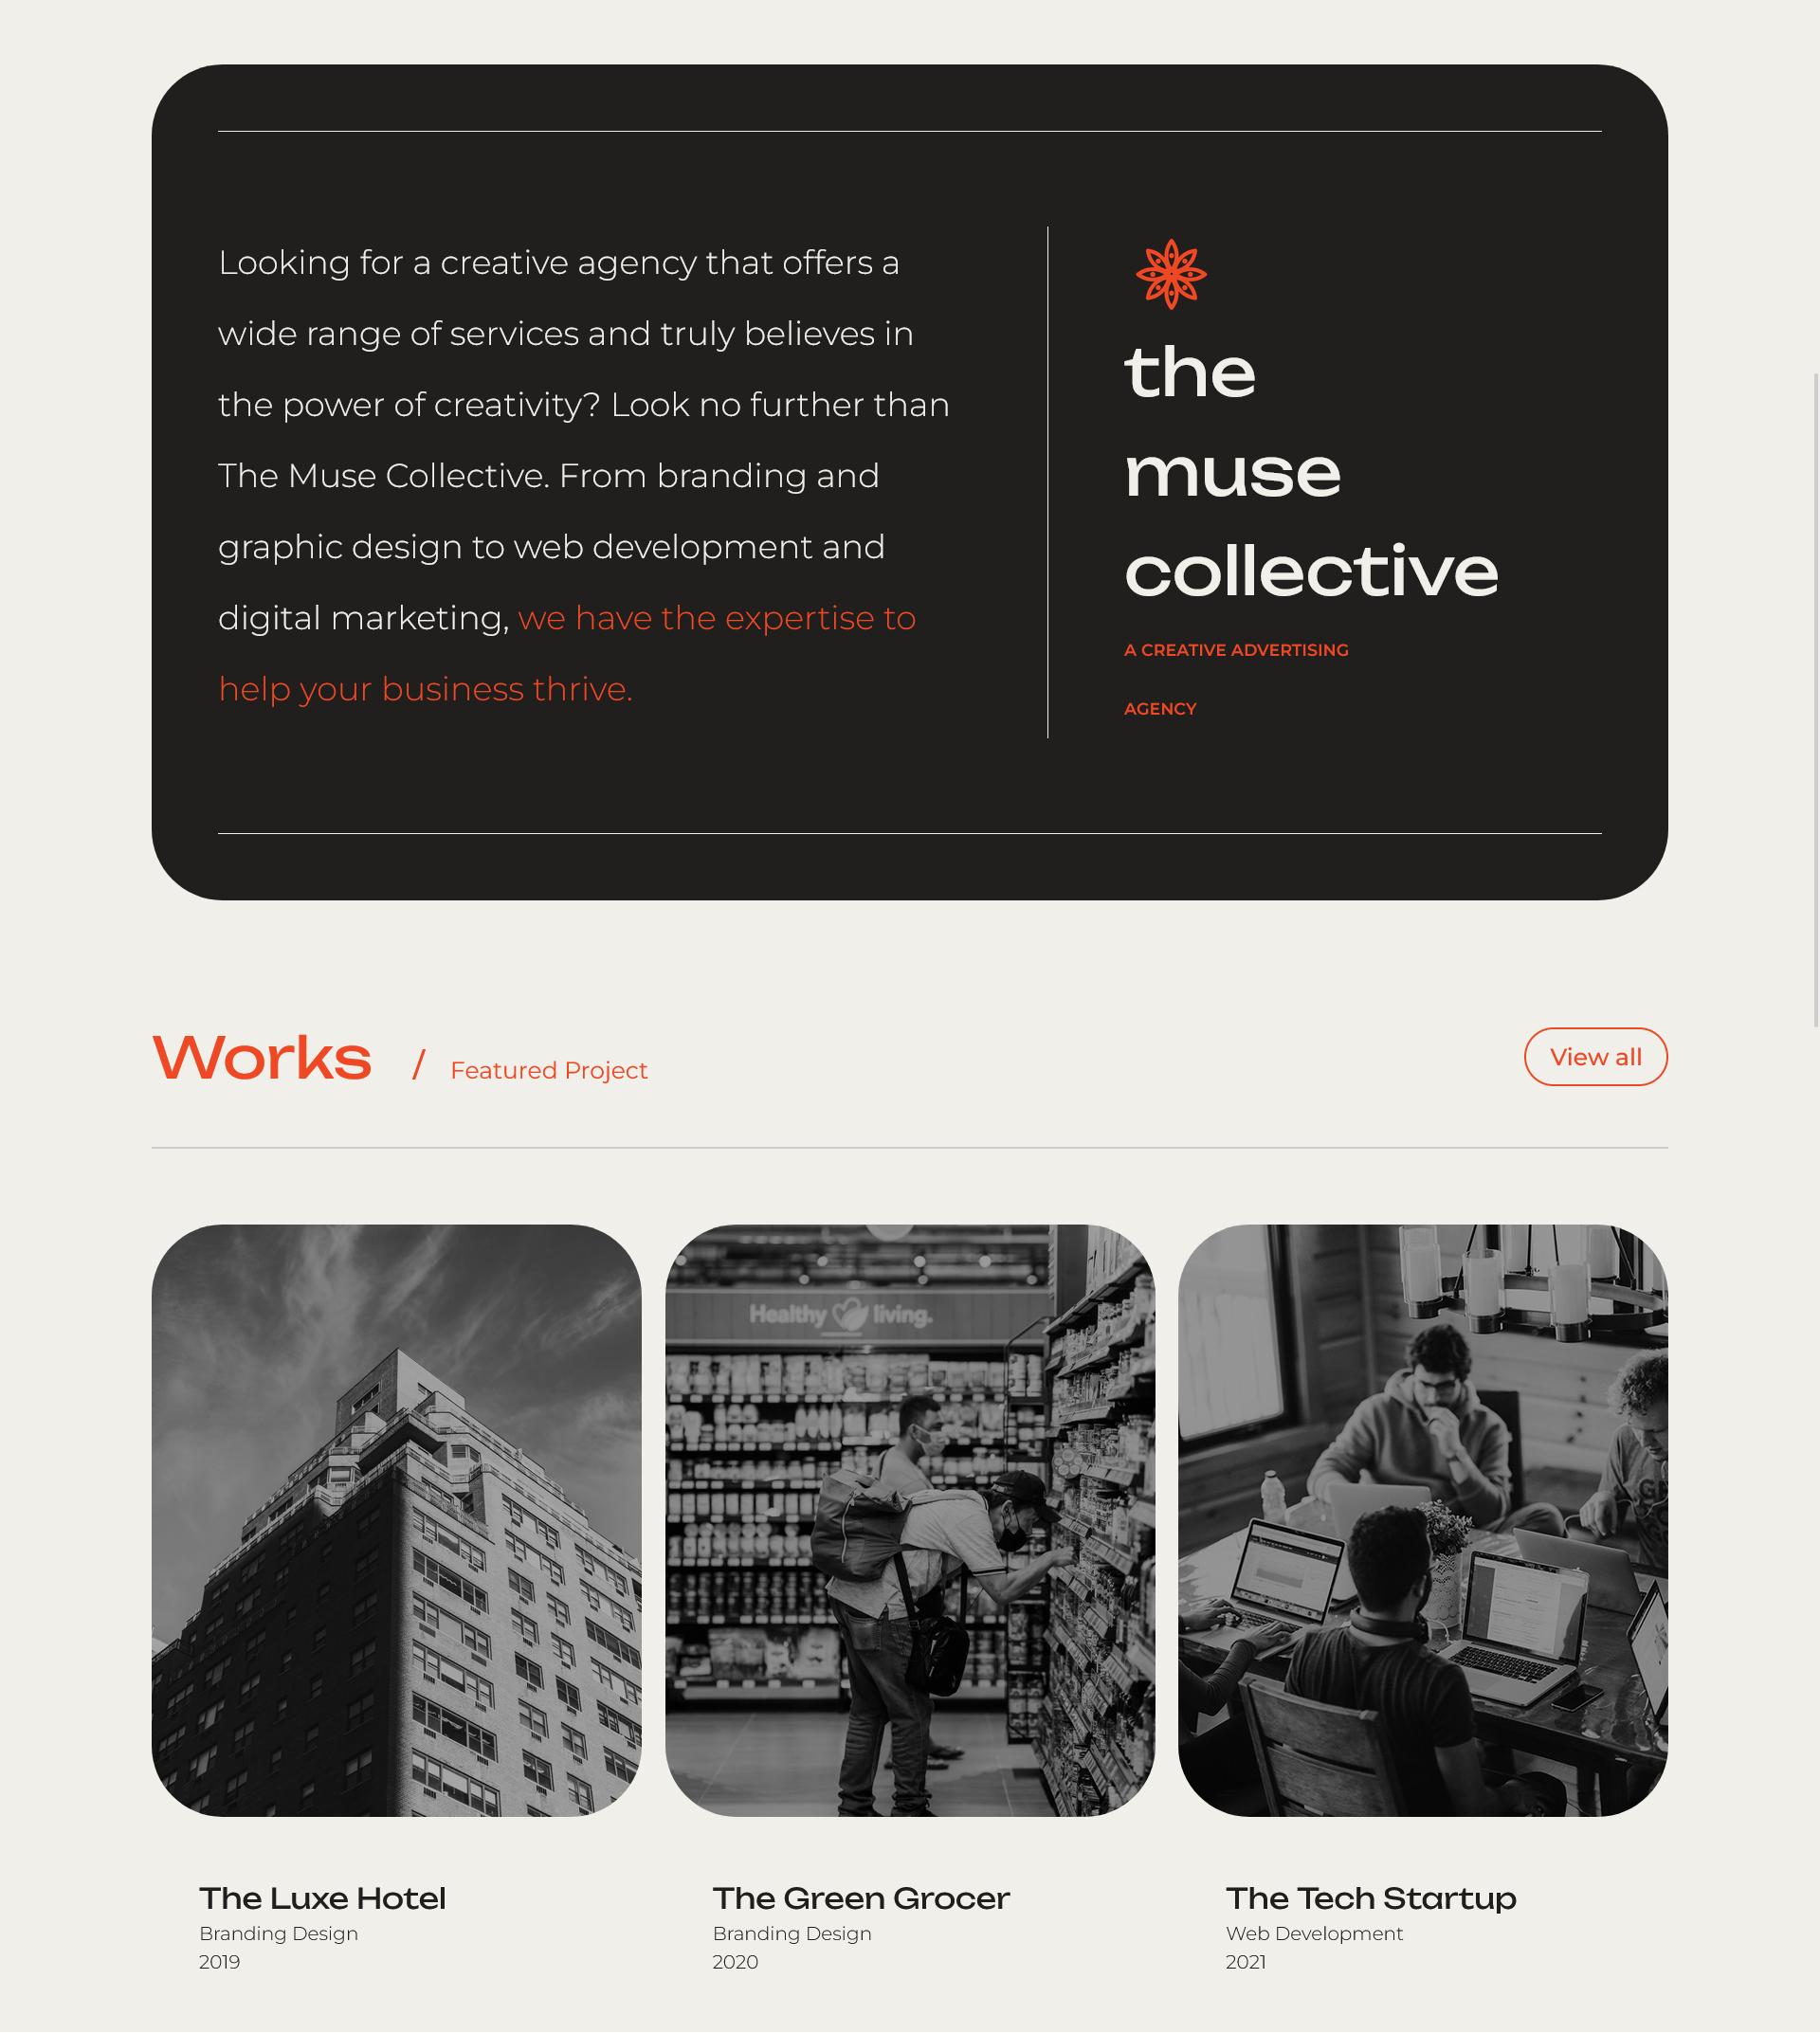 Looking for a creative agency that offers a
wide range of services and truly believes in
the power of creativity? Look no further than
The Muse Collective. From branding and
graphic design to web development and
digital marketing, we have the expertise to
help your business thrive.
the
muse
collective
A CREATIVE ADVERTISING
AGENCY
Works / Featured Project
View all
Healthy living.
The Luxe Hotel
Branding Design
2019
The Green Grocer
Branding Design
2020
The Tech Startup
Web Development
2021